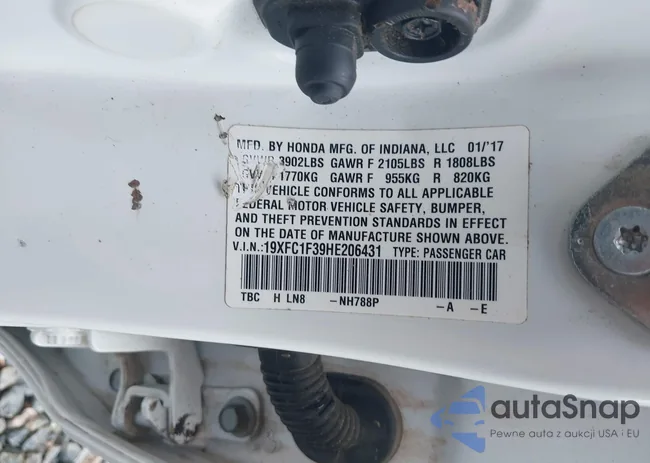 MFD. BY HONDA MFG. OF INDIANA, LLC 01/'17
GVWR 3902LBS GAWR F 2105LBS R 1808LBS
1770KG GAWR F 955KG R 820KG
THIS VEHICLE CONFORMS TO ALL APPLICABLE
FEDERAL MOTOR VEHICLE SAFETY, BUMPER,
AND THEFT PREVENTION STANDARDS IN EFFECT
ON THE DATE OF MANUFACTURE SHOWN ABOVE.
V.I.N.: 19XFC1F39HE206431 TYPE: PASSENGER CAR
TBC H LN8 -NH788P -A -E
autaSnap
Pewne auta z aukcji USA i EU